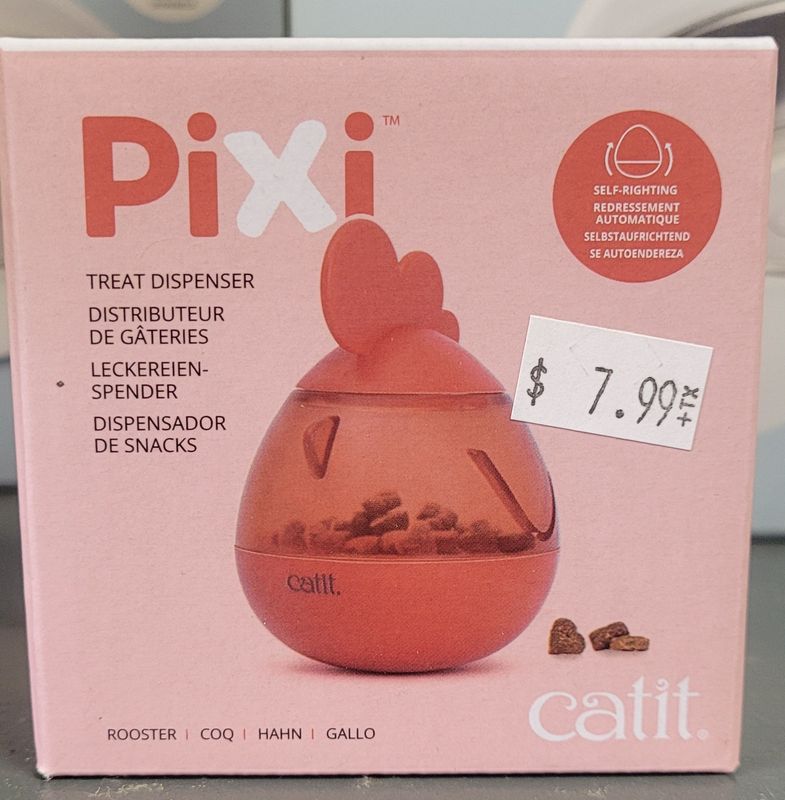 Pixi™
SELF-RIGHTING
REDRESSEMENT
AUTOMATIQUE
SELBSTAUFRICHTEND
SE AUTOENDEREZA
TREAT DISPENSER
DISTRIBUTEUR
DE GÂTERIES
LECKEREIEN-
SPENDER
DISPENSADOR
DE SNACKS
$ 7.99+TX
catit.
catit.
ROOSTER | COQ | HAHN | GALLO